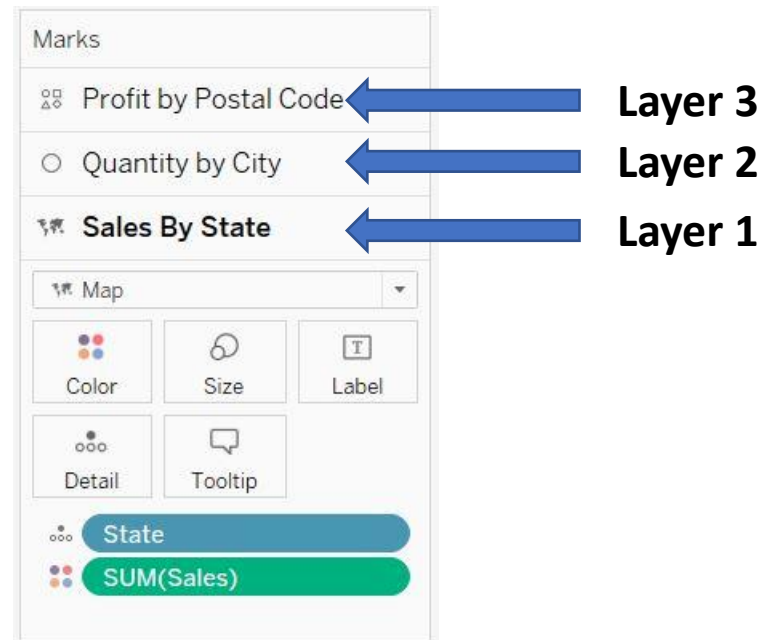 Marks
Profit by Postal Code
Layer 3
Quantity by City
Layer 2
Sales By State
Layer 1
Map
Color Size Label
T
Detail Tooltip
State
SUM(Sales)